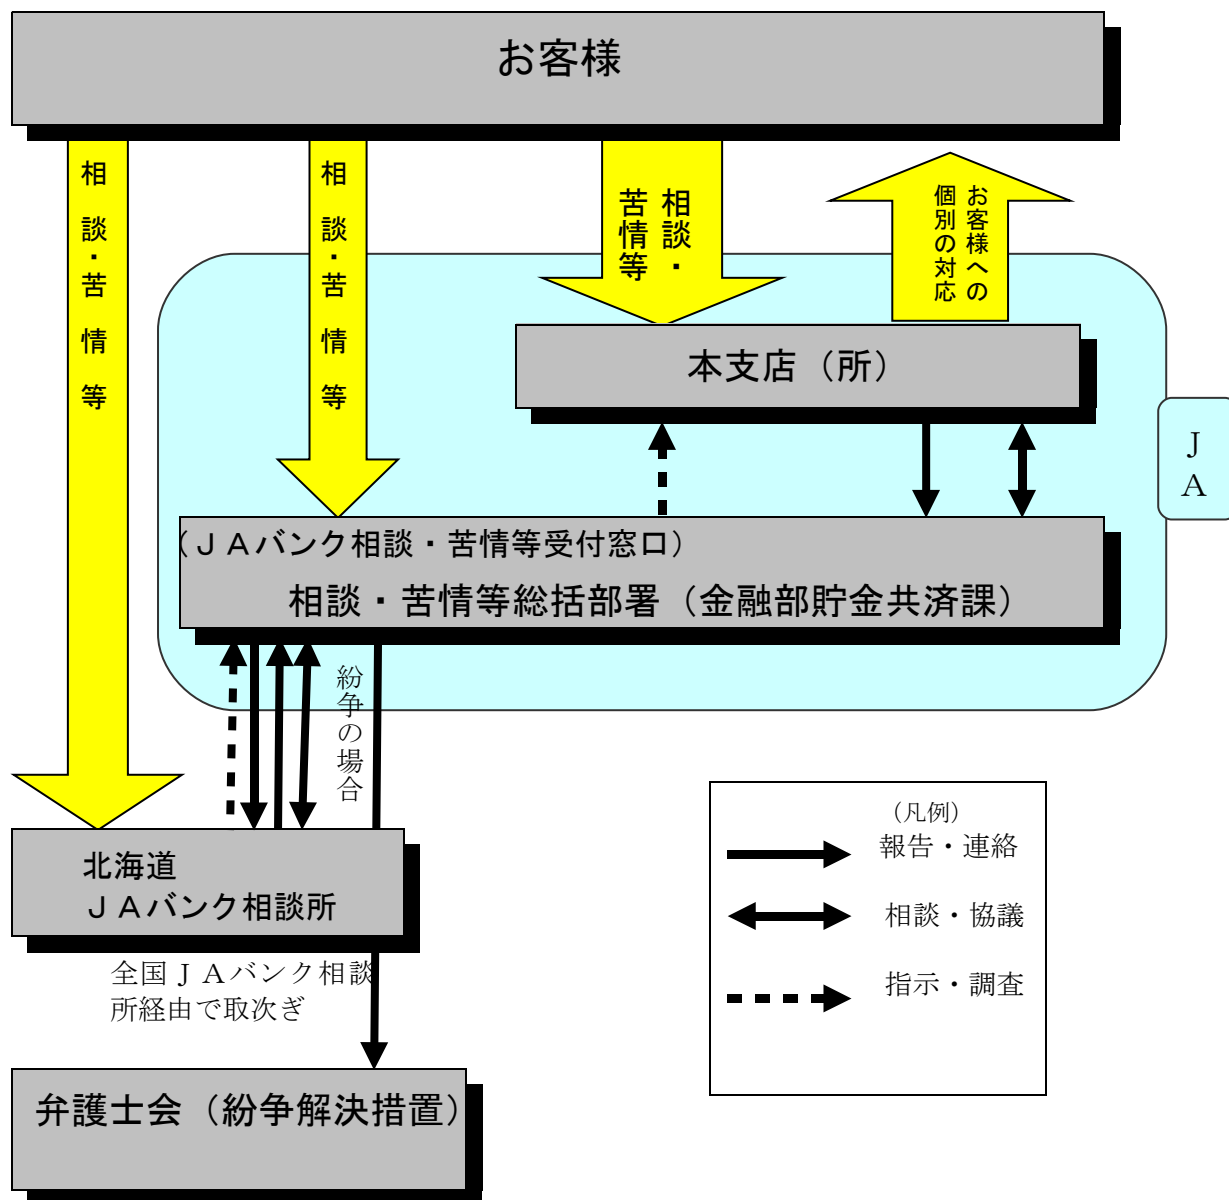 お客様
相談・苦情等
相談・苦情等
相談・
苦情等
お客様への
個別の対応
本支店（所）
ＪＡ
（ＪＡバンク相談・苦情等受付窓口）
相談・苦情等総括部署（金融部貯金共済課）
紛争の場合
北海道
ＪＡバンク相談所
全国ＪＡバンク相談
所経由で取次ぎ
弁護士会（紛争解決措置）
（凡例）
報告・連絡
相談・協議
指示・調査